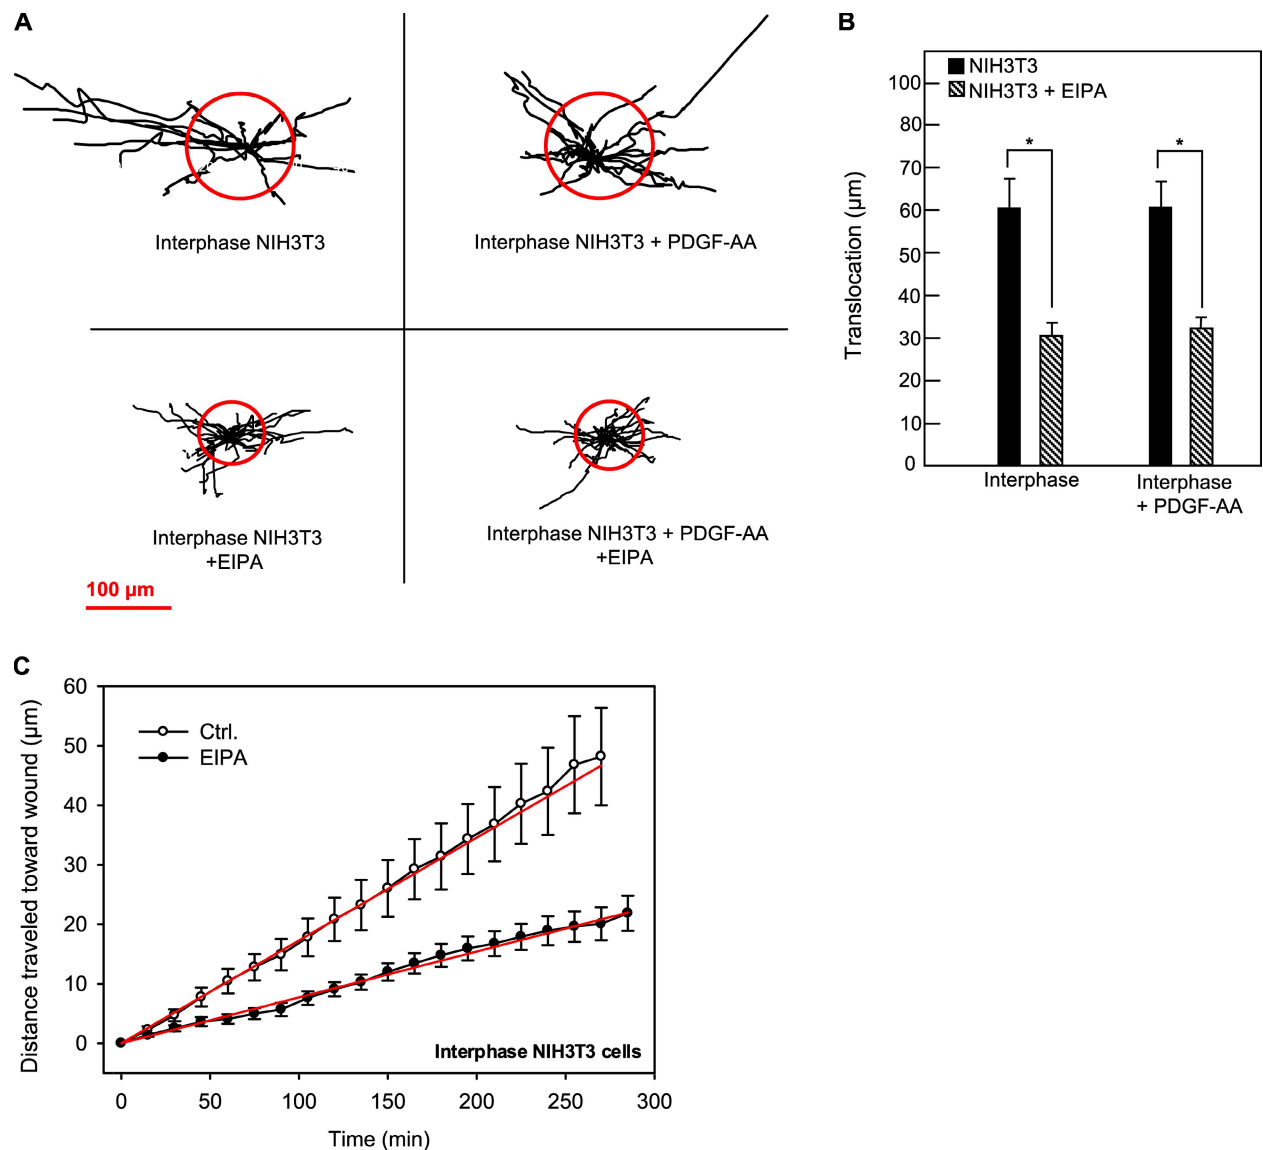 A
Interphase NIH3T3
Interphase NIH3T3 + PDGF-AA
Interphase NIH3T3
+EIPA
Interphase NIH3T3 + PDGF-AA
+EIPA
100 µm
B
NIH3T3
NIH3T3 + EIPA
Translocation (µm)
100
80
70
60
50
40
30
20
10
0
*
*
Interphase
Interphase
+ PDGF-AA
C
Distance traveled toward wound (µm)
60
50
40
30
20
10
0
Ctrl.
EIPA
Interphase NIH3T3 cells
0 50 100 150 200 250 300
Time (min)